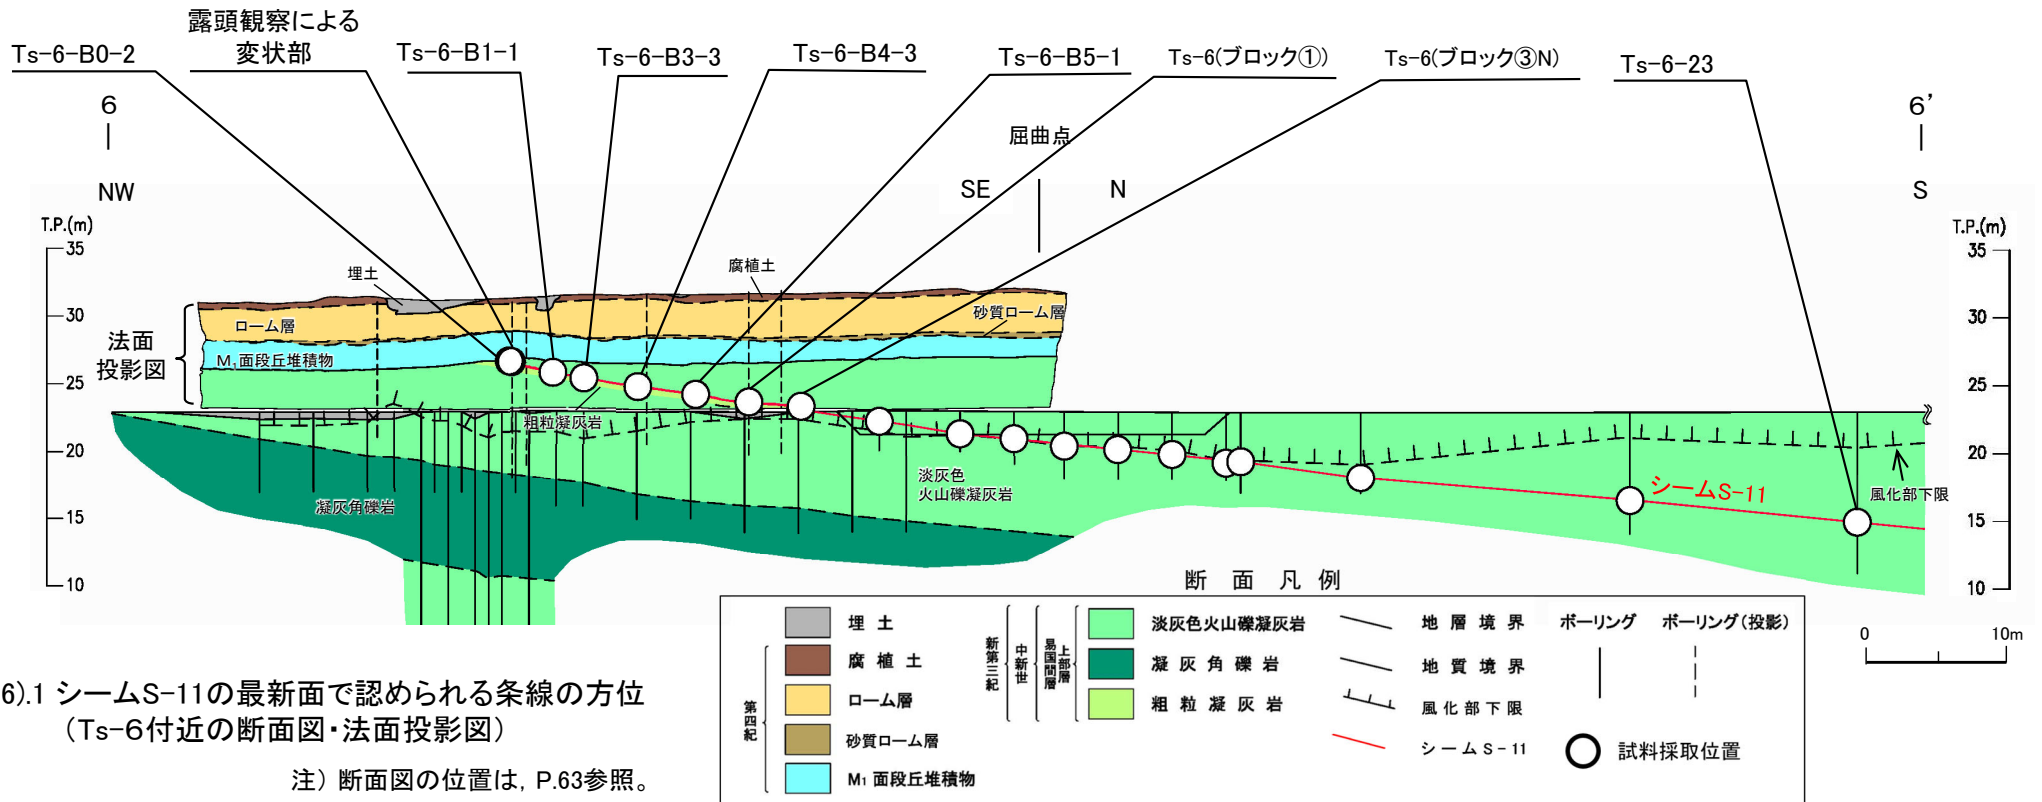 露頭観察による
変状部
Ts-6-B0-2
Ts-6-B1-1
Ts-6-B3-3
Ts-6-B4-3
Ts-6-B5-1
Ts-6(ブロック①)
Ts-6(ブロック③N)
Ts-6-23
6
6’
NW
屈曲点
SE
N
S
T.P.(m)
35
30
25
20
15
10
T.P.(m)
35
30
25
20
15
10
埋土
腐植土
ローム層
砂質ローム層
法面
投影図
M₁面段丘堆積物
粗粒凝灰岩
淡灰色
火山礫凝灰岩
凝灰角礫岩
シームS-11
風化部下限
断面凡例
埋土
腐植土
ローム層
砂質ローム層
M₁面段丘堆積物
第四紀
新第三紀
中新世
易国間層
上部層
淡灰色火山礫凝灰岩
凝灰角礫岩
粗粒凝灰岩
地層境界
地質境界
風化部下限
シームS-11
ボーリング
ボーリング(投影)
試料採取位置
0
10m
6).1 シームS-11の最新面で認められる条線の方位
(Ts-6付近の断面図・法面投影図)
注) 断面図の位置は, P.63参照。